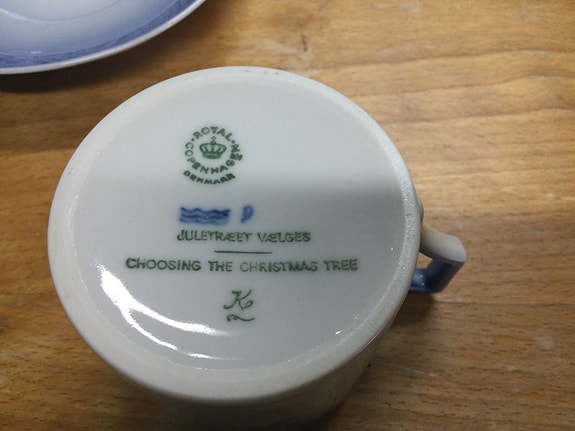 ROYAL COPENHAGEN
DENMARK
JULETRÆET VÆLGES
CHOOSING THE CHRISTMAS TREE
K